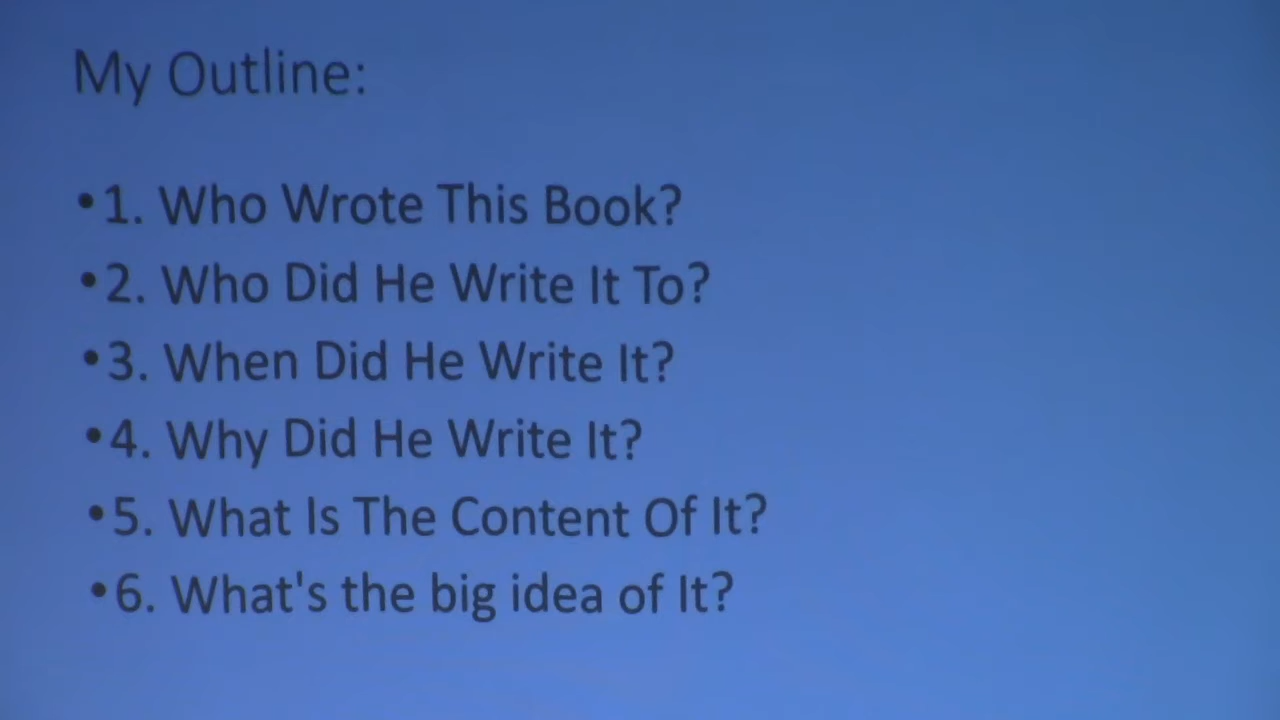 My Outline:
•1. Who Wrote This Book?
•2. Who Did He Write It To?
•3. When Did He Write It?
•4. Why Did He Write It?
•5. What Is The Content Of It?
•6. What's the big idea of It?